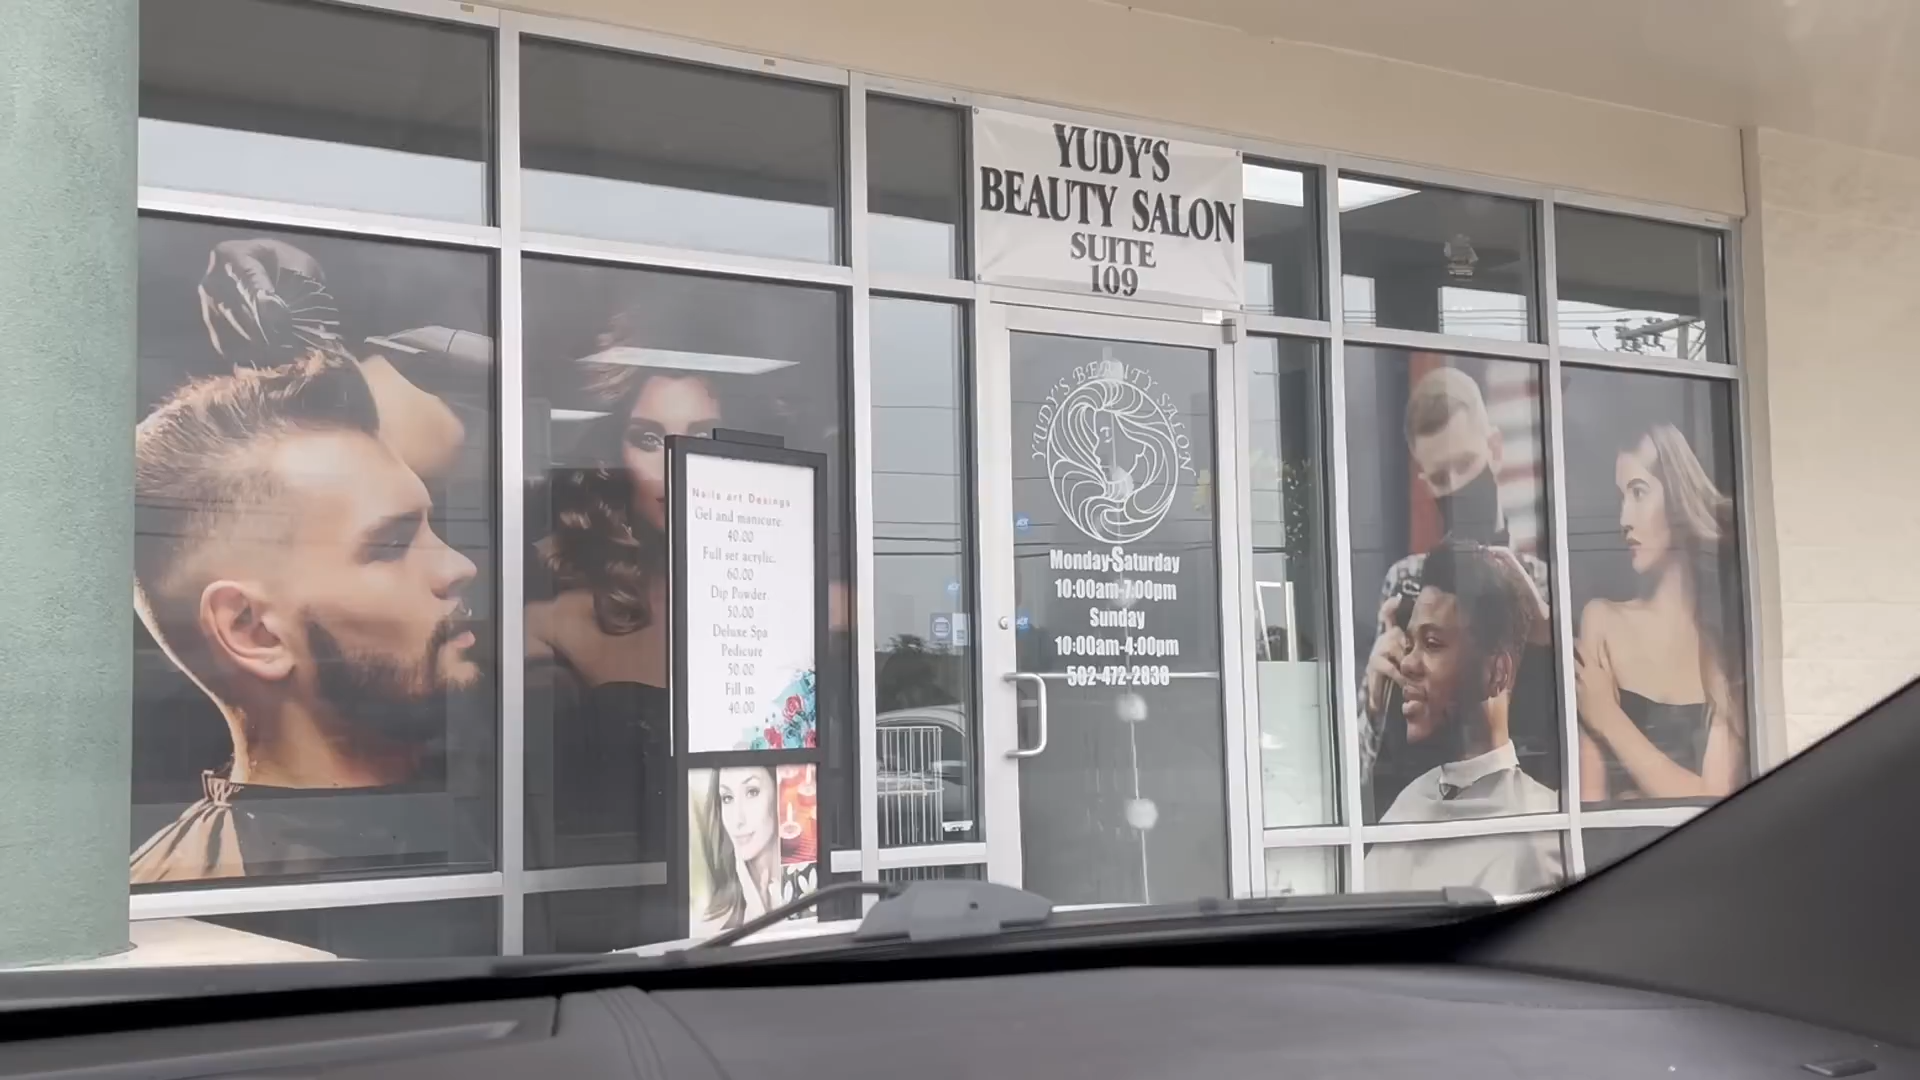 YUDY'S
BEAUTY SALON
SUITE
109
YUDY'S BEAUTY SALON
Monday-Saturday
10:00am-7:00pm
Sunday
10:00am-4:00pm
502-472-2838
Nails art Desings
Gel and manicure.
40.00
Full set acrylic.
60.00
Dip Powder.
50.00
Deluxe Spa
Pedicure
50.00
Fill in.
40.00